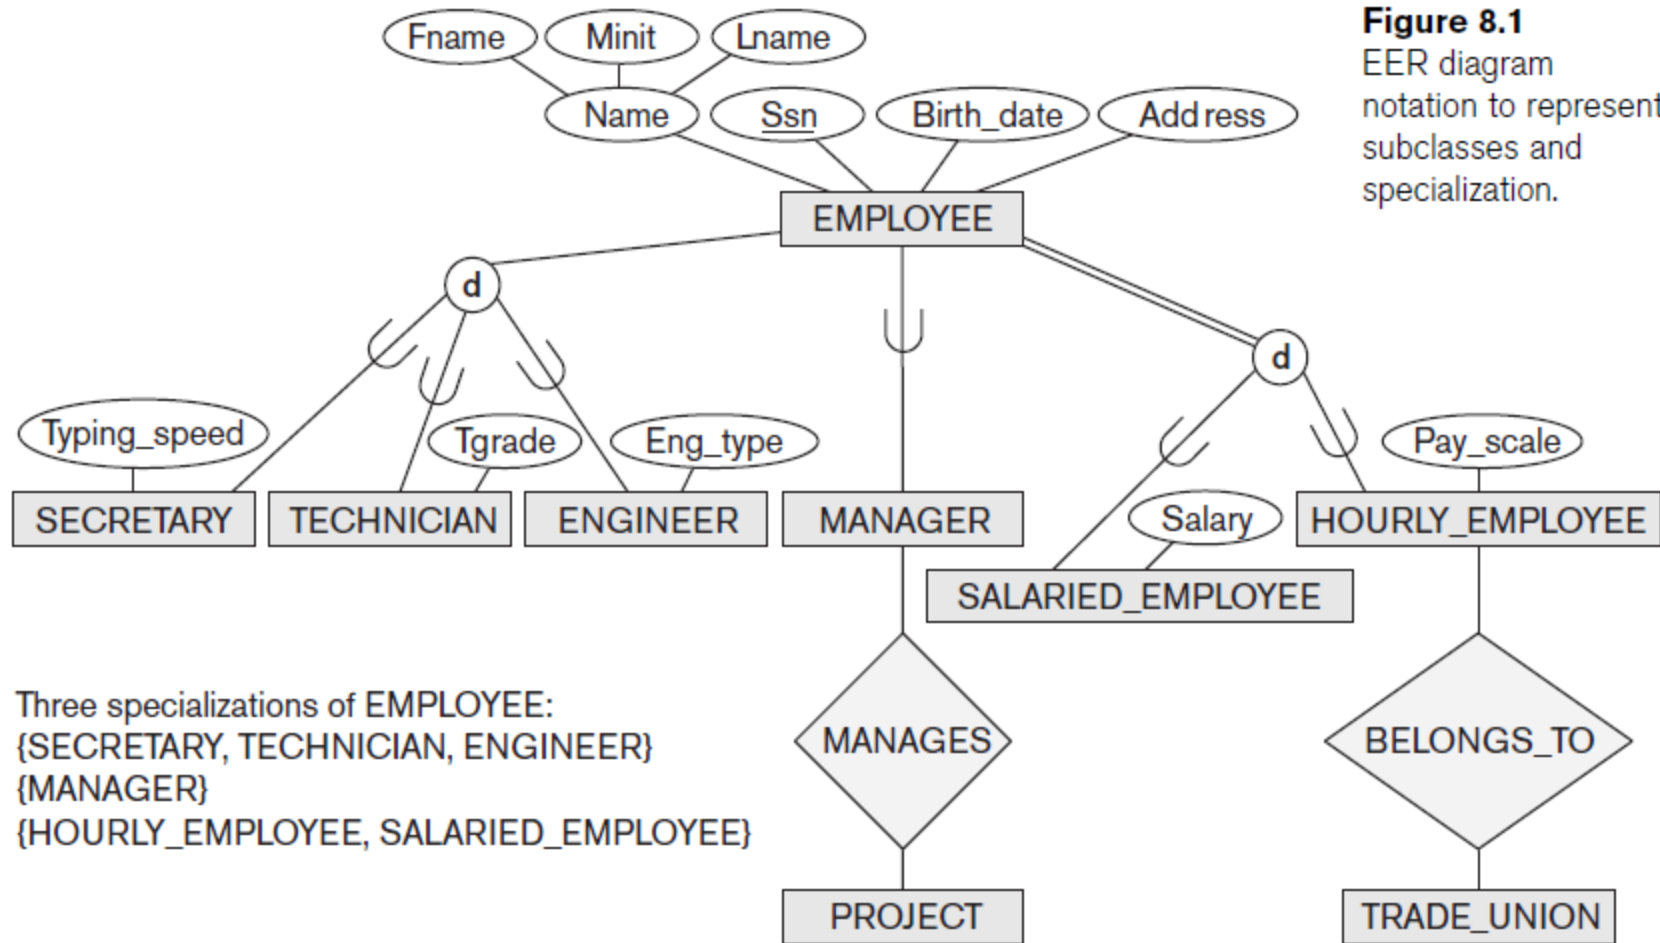 Figure 8.1
EER diagram
notation to represent
subclasses and
specialization.
Fname
Minit
Lname
Name
Ssn
Birth_date
Address
EMPLOYEE
d
d
Typing_speed
Tgrade
Eng_type
Pay_scale
SECRETARY
TECHNICIAN
ENGINEER
MANAGER
Salary
HOURLY_EMPLOYEE
SALARIED_EMPLOYEE
Three specializations of EMPLOYEE:
{SECRETARY, TECHNICIAN, ENGINEER}
{MANAGER}
{HOURLY_EMPLOYEE, SALARIED_EMPLOYEE}
MANAGES
BELONGS_TO
PROJECT
TRADE_UNION